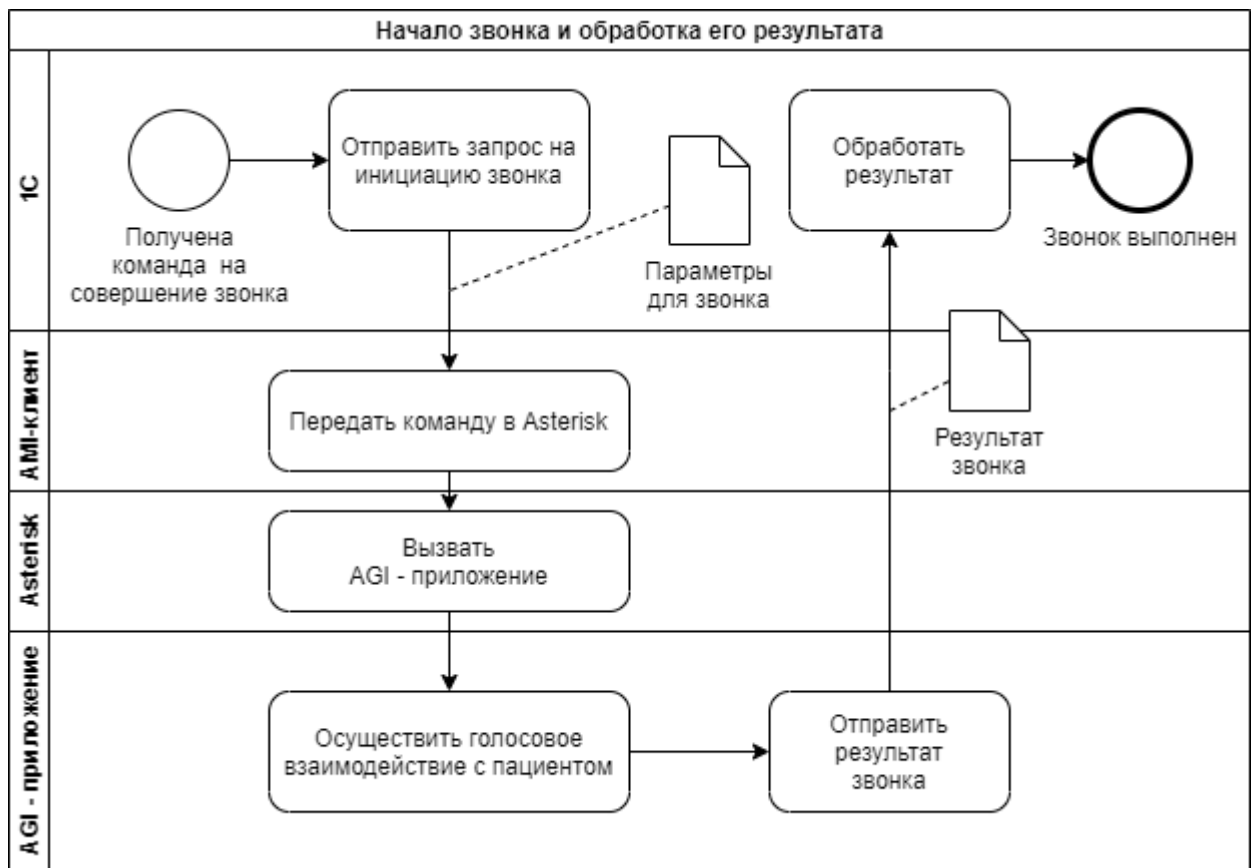 Начало звонка и обработка его результата
1С
Получена
команда на
совершение звонка
Отправить запрос на
инициацию звонка
Параметры
для звонка
Обработать
результат
Звонок выполнен
AMI-клиент
Передать команду в Asterisk
Результат
звонка
Asterisk
Вызвать
AGI - приложение
AGI - приложение
Осуществить голосовое
взаимодействие с пациентом
Отправить
результат
звонка